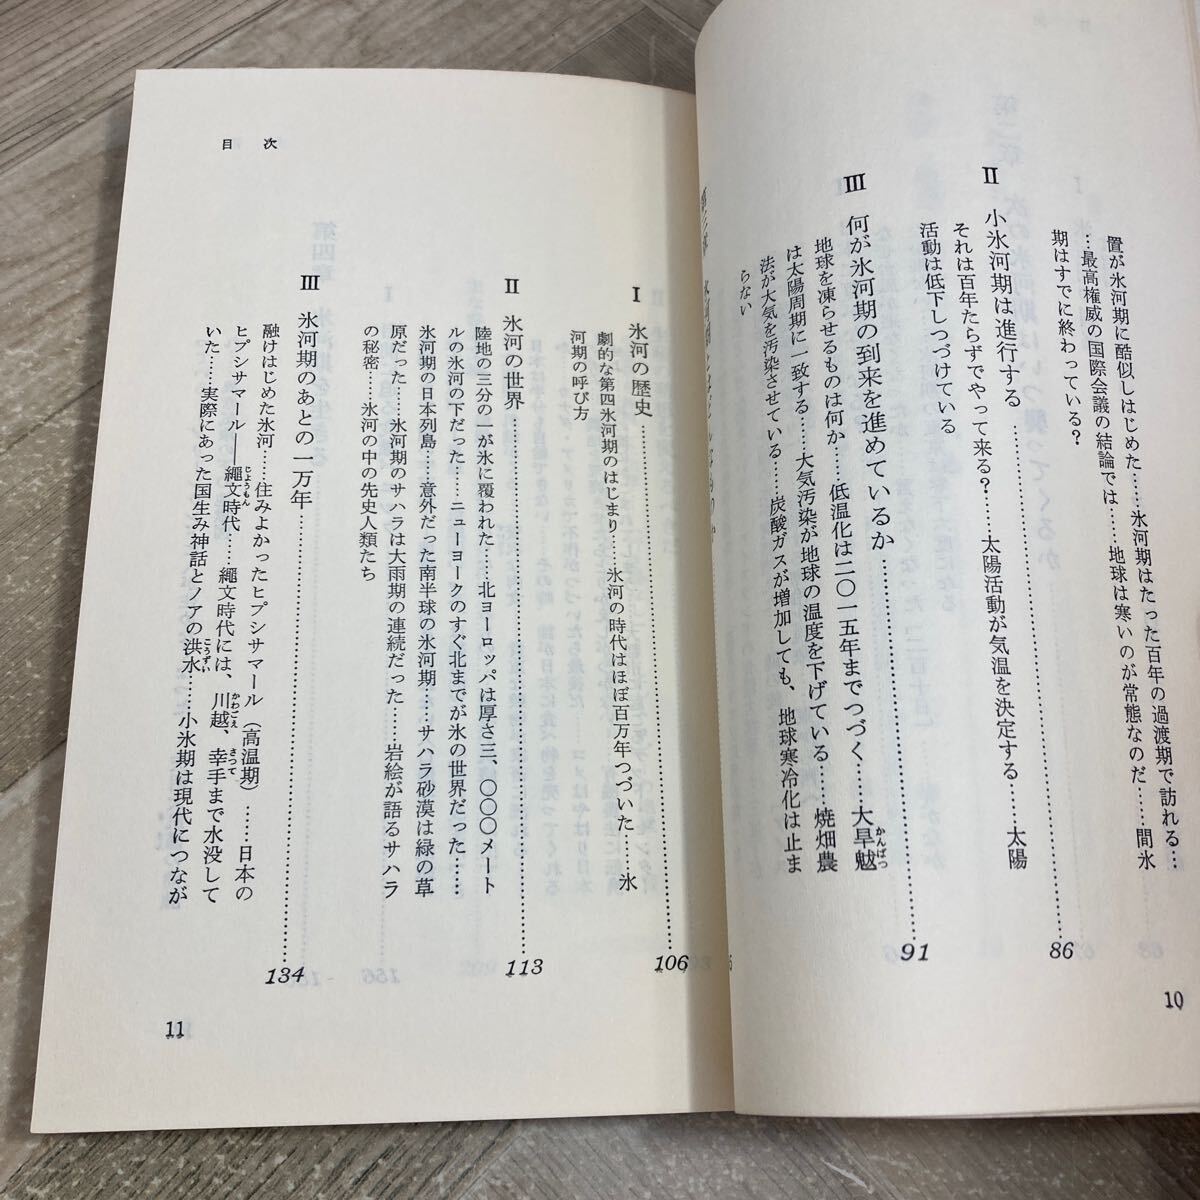 置が氷河期に酷似しはじめた……氷河期はたった百年の過渡期で訪れる…
…最高権威の国際会議の結論では……地球は寒いのが常態なのだ……間氷
期はすでに終わっている?
II 小氷河期は進行する……86
それは百年たらずでやって来る?……太陽活動が気温を決定する……太陽
活動は低下しつづけている
III 何が氷河期の到来を進めているか……91
地球を凍らせるものは何か……低温化は二〇一五年までつづく……大旱魃かんばつ
は太陽周期に一致する……大気汚染が地球の温度を下げている……焼畑農
法が大気を汚染させている……炭酸ガスが増加しても、地球寒冷化は止ま
らない
10
目次
I 氷河の歴史……106
劇的な第四氷河期のはじまり……氷河の時代はほぼ百万年つづいた……氷
河期の呼び方
II 氷河の世界……113
陸地の三分の一が氷に覆われた……北ヨーロッパは厚さ三、〇〇〇メート
ルの氷河の下だった……ニューヨークのすぐ北までが氷の世界だった……
氷河期の日本列島……意外だった南半球の氷河期……サハラ砂漠は緑の草
原だった……氷河期のサハラは大雨期の連続だった……岩絵が語るサハラ
の秘密……氷河の中の先史人類たち
III 氷河期のあとの一万年……134
融けはじめた氷河……住みよかったヒプシサマール(高温期)……日本の
ヒプシサマール――縄文じょうもん時代……縄文時代には、川越かわごえ、幸手さってまで水没して
いた……実際にあった国生み神話とノアの洪水こうずい……小氷期は現代につなが
11